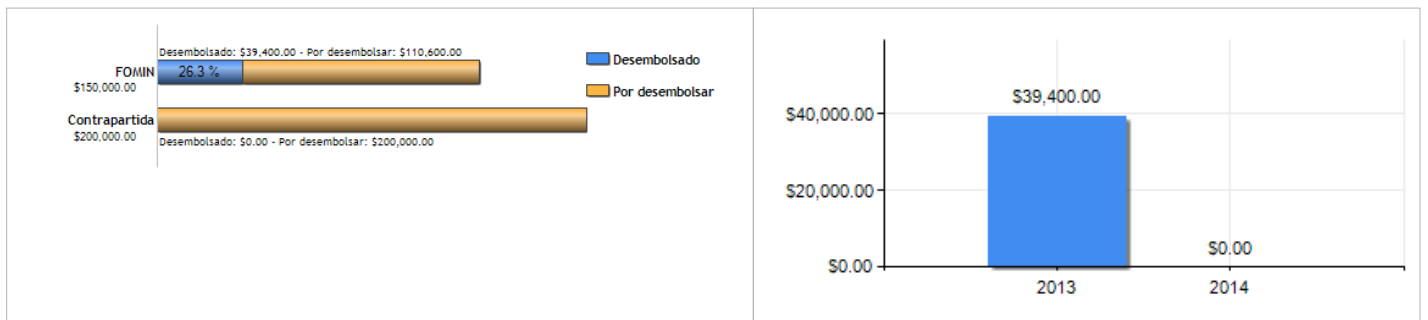 Desembolsado: $39,400.00 - Por desembolsar: $110,600.00
FOMIN
26.3 %
$150,000.00
Contrapartida
$200,000.00
Desembolsado: $0.00 - Por desembolsar: $200,000.00
Desembolsado
Por desembolsar
$39,400.00
$40,000.00
$20,000.00
$0.00
$0.00
2013
2014